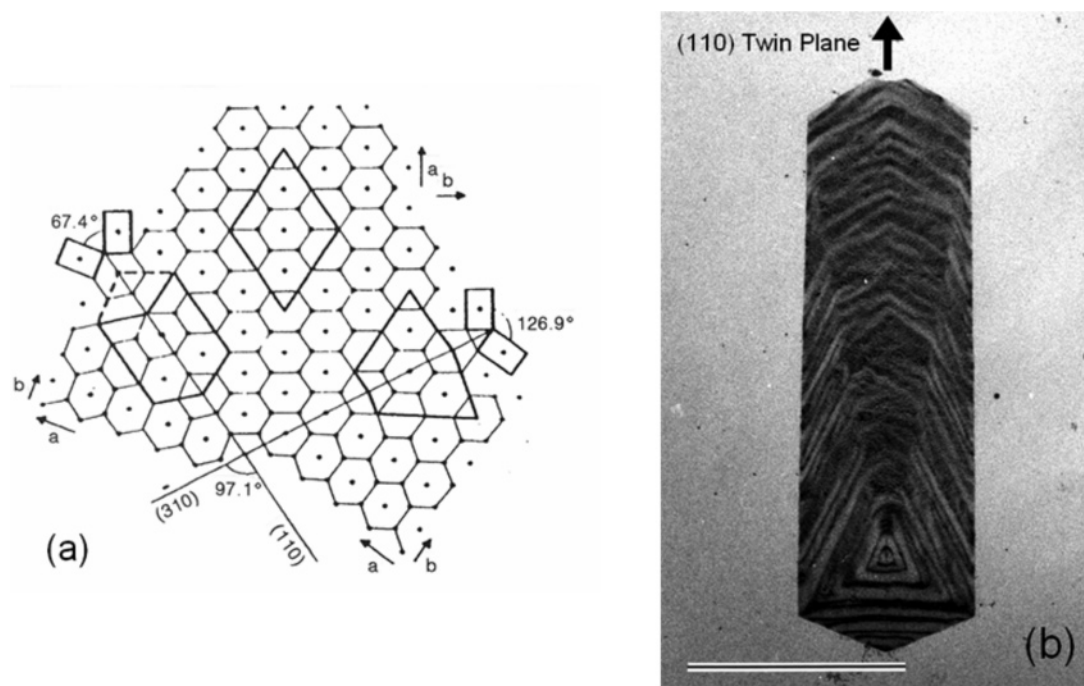 67.4°
a
b
126.9°
b
a
97.1°
(310)
(110)
a
b
(a)
(110) Twin Plane
(b)